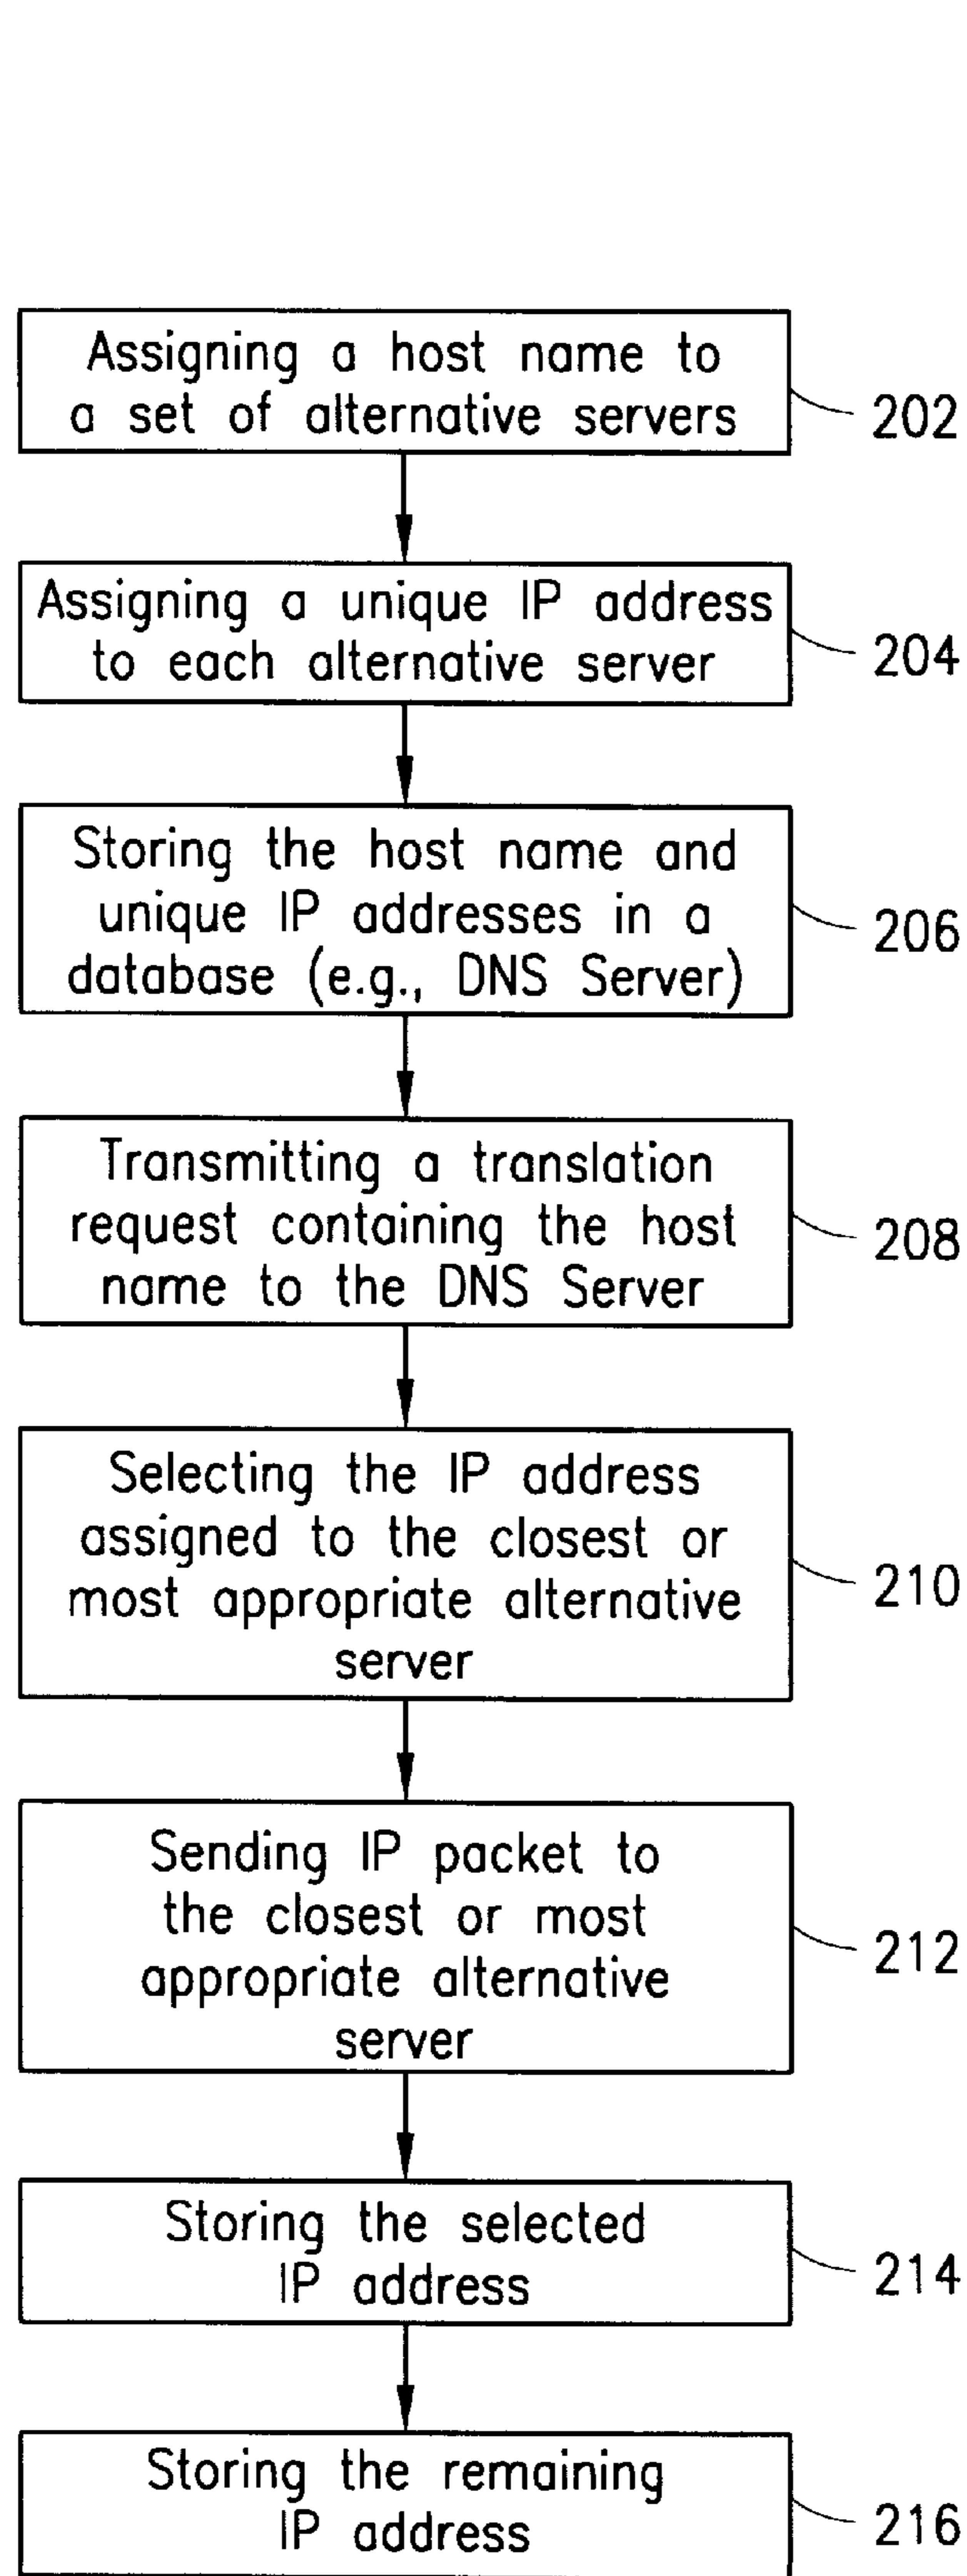 Assigning a host name to
a set of alternative servers
202
Assigning a unique IP address
to each alternative server
204
Storing the host name and
unique IP addresses in a
database (e.g., DNS Server)
206
Transmitting a translation
request containing the host
name to the DNS Server
208
Selecting the IP address
assigned to the closest or
most appropriate alternative
server
210
Sending IP packet to
the closest or most
appropriate alternative
server
212
Storing the selected
IP address
214
Storing the remaining
IP address
216